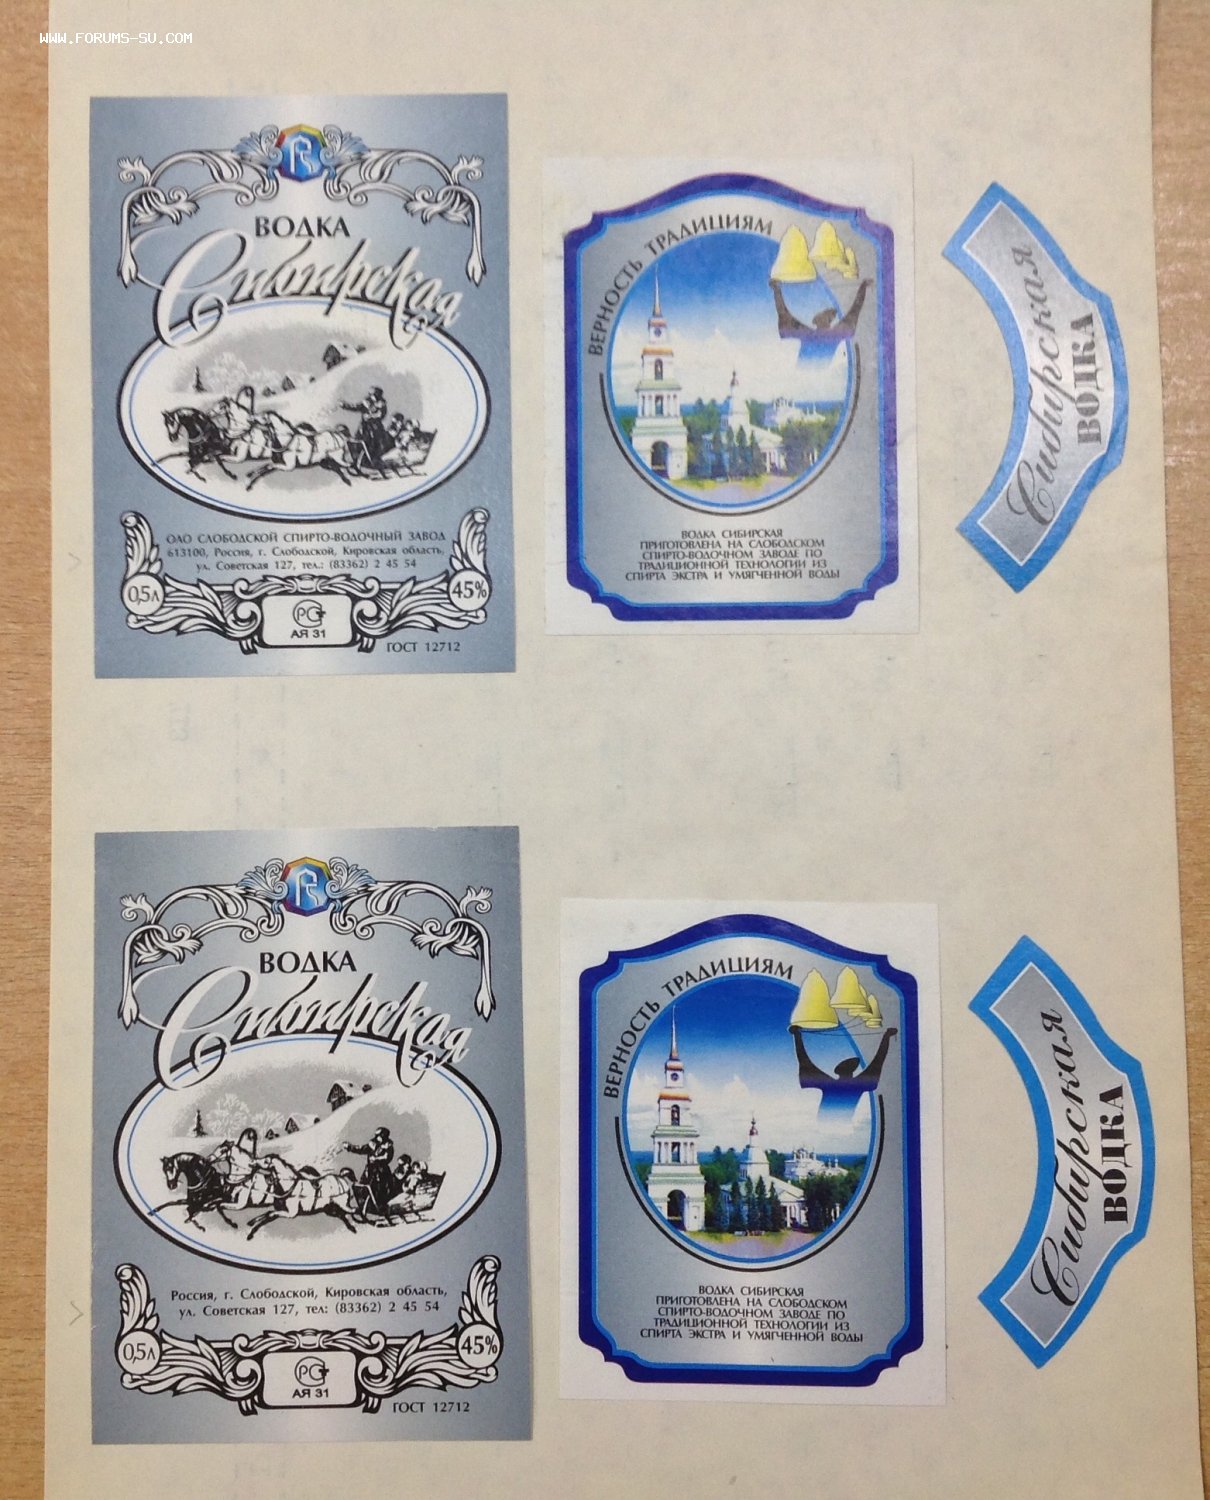 WWW.FORUMS-SU.COM
ВОДКА
Сибирская
ОАО СЛОБОДСКОЙ СПИРТО-ВОДОЧНЫЙ ЗАВОД
613100, Россия, г. Слободской, Кировская область,
ул. Советская 127, тел.: (83362) 2 45 54
0,5л
45%
РСТ
АЯ 31
ГОСТ 12712
ВЕРНОСТЬ ТРАДИЦИЯМ
ВОДКА СИБИРСКАЯ
ПРИГОТОВЛЕНА НА СЛОБОДСКОМ
СПИРТО-ВОДОЧНОМ ЗАВОДЕ ПО
ТРАДИЦИОННОЙ ТЕХНОЛОГИИ ИЗ
СПИРТА ЭКСТРА И УМЯГЧЕННОЙ ВОДЫ
Сибирская
ВОДКА
ВОДКА
Сибирская
Россия, г. Слободской, Кировская область,
ул. Советская 127, тел: (83362) 2 45 54
0,5л
45%
РСТ
АЯ 31
ГОСТ 12712
ВЕРНОСТЬ ТРАДИЦИЯМ
ВОДКА СИБИРСКАЯ
ПРИГОТОВЛЕНА НА СЛОБОДСКОМ
СПИРТО-ВОДОЧНОМ ЗАВОДЕ ПО
ТРАДИЦИОННОЙ ТЕХНОЛОГИИ ИЗ
СПИРТА ЭКСТРА И УМЯГЧЕННОЙ ВОДЫ
Сибирская
ВОДКА